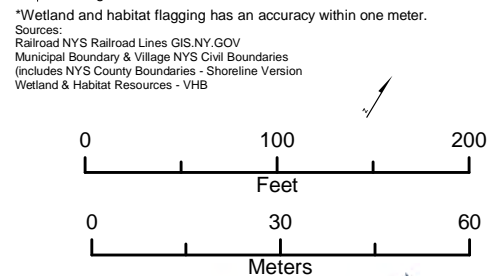 *Wetland and habitat flagging has an accuracy within one meter.
Sources:
Railroad NYS Railroad Lines GIS.NY.GOV
Municipal Boundary & Village NYS Civil Boundaries
(includes NYS County Boundaries - Shoreline Version
Wetland & Habitat Resources - VHB
N
0 100 200
Feet
0 30 60
Meters